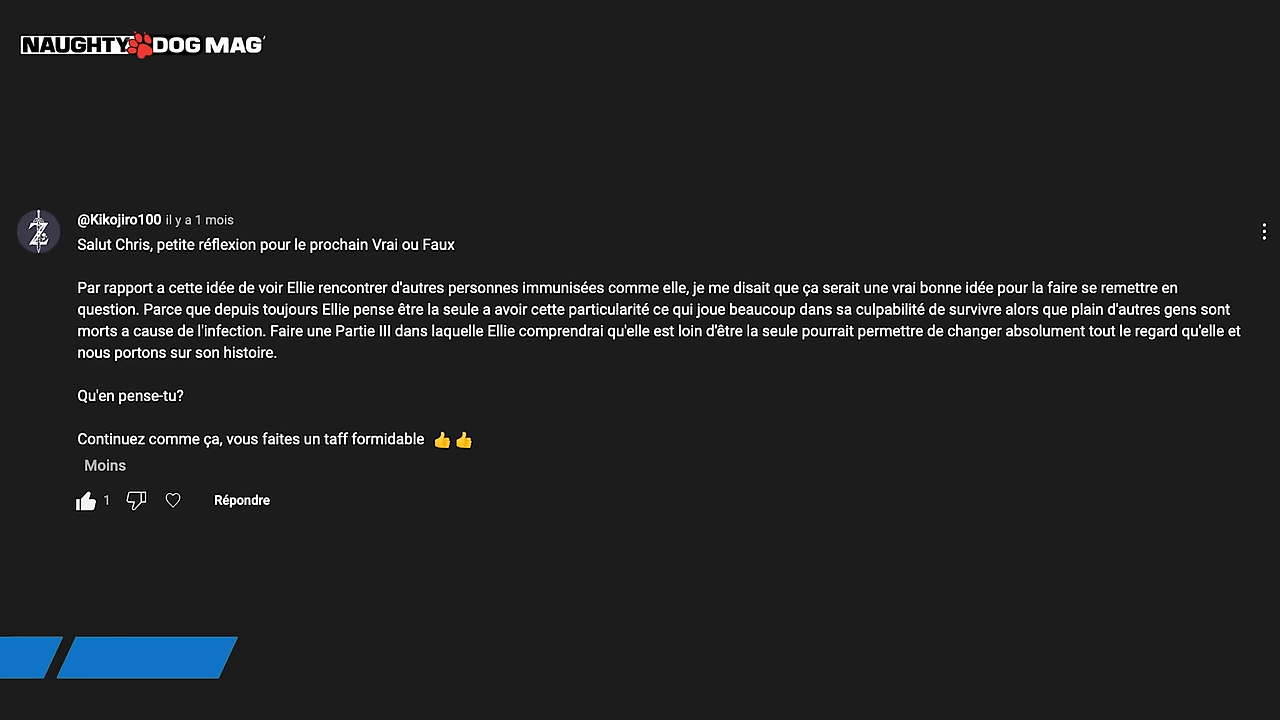 NAUGHTY DOG MAG'
@Kikojiro100 il y a 1 mois
Salut Chris, petite réflexion pour le prochain Vrai ou Faux
Par rapport a cette idée de voir Ellie rencontrer d'autres personnes immunisées comme elle, je me disait que ça serait une vrai bonne idée pour la faire se remettre en
question. Parce que depuis toujours Ellie pense être la seule a avoir cette particularité ce qui joue beaucoup dans sa culpabilité de survivre alors que plain d'autres gens sont
morts a cause de l'infection. Faire une Partie III dans laquelle Ellie comprendrai qu'elle est loin d'être la seule pourrait permettre de changer absolument tout le regard qu'elle et
nous portons sur son histoire.
Qu'en pense-tu?
Continuez comme ça, vous faites un taff formidable 👍👍
Moins
1 Répondre